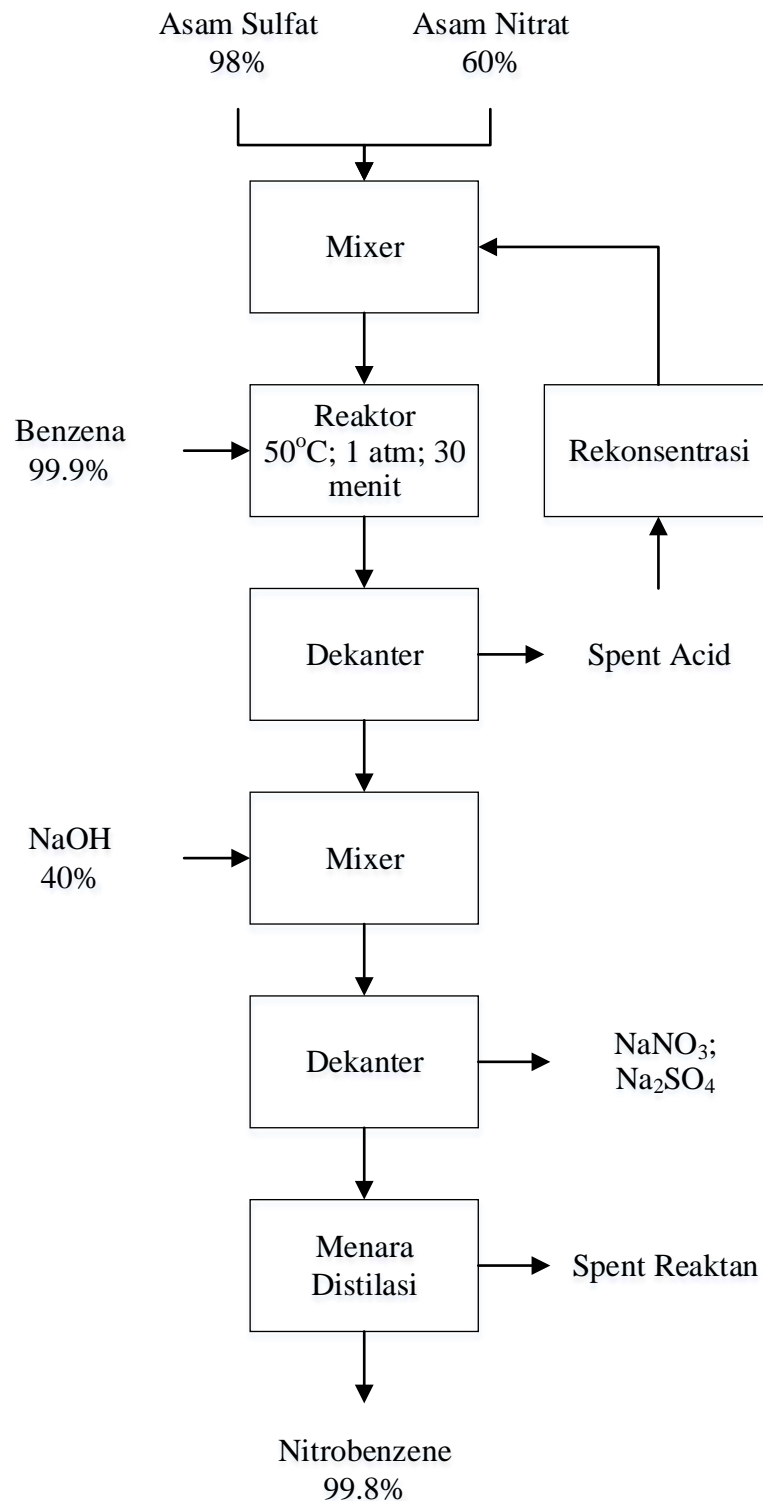 Asam Sulfat
98%
Asam Nitrat
60%
Mixer
Benzena
99.9%
Reaktor
50°C; 1 atm; 30
menit
Rekonsentrasi
Dekanter
Spent Acid
NaOH
40%
Mixer
Dekanter
NaNO₃;
Na₂SO₄
Menara
Distilasi
Spent Reaktan
Nitrobenzene
99.8%